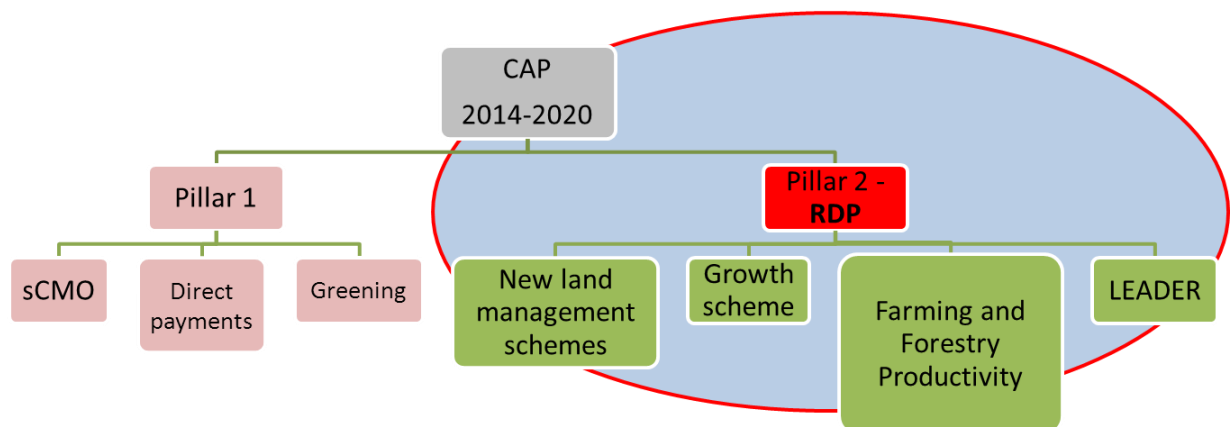 CAP
2014-2020
Pillar 1
Pillar 2 -
RDP
sCMO
Direct
payments
Greening
New land
management
schemes
Growth
scheme
Farming and
Forestry
Productivity
LEADER